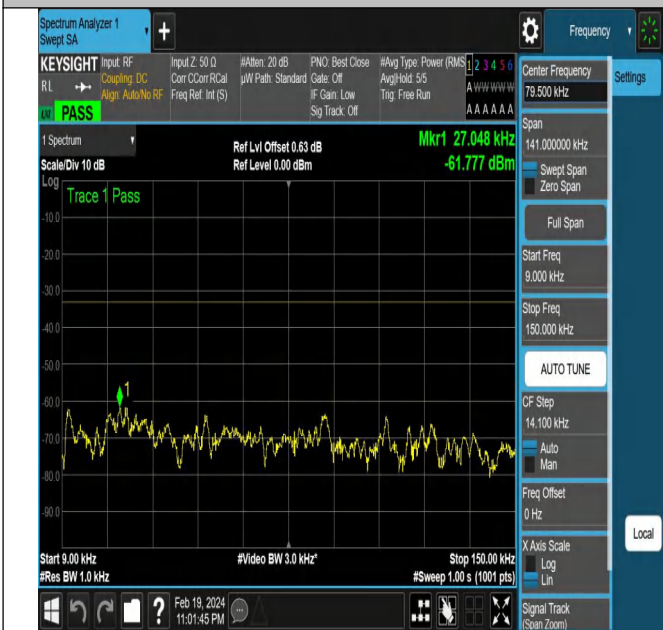 Spectrum Analyzer 1
Swept SA
+
Frequency
KEYSIGHT
RL
LXI
PASS
Input: RF
Coupling: DC
Align: Auto/No RF
Input Z: 50 Ω
Corr CCorr RCal
Freq Ref: Int (S)
#Atten: 20 dB
µW Path: Standard
PNO: Best Close
Gate: Off
IF Gain: Low
Sig Track: Off
#Avg Type: Power (RMS
Avg|Hold: 5/5
Trig: Free Run
1 2 3 4 5 6
A W W W W W
A A A A A A
1 Spectrum
Scale/Div 10 dB
Ref Lvl Offset 0.63 dB
Ref Level 0.00 dBm
Mkr1 27.048 kHz
-61.777 dBm
Log
Trace 1 Pass
-10.0
-20.0
-30.0
-40.0
-50.0
1
-60.0
-70.0
-80.0
-90.0
Start 9.00 kHz
#Res BW 1.0 kHz
#Video BW 3.0 kHz*
Stop 150.00 kHz
#Sweep 1.00 s (1001 pts)
?
Feb 19, 2024
11:01:45 PM
Center Frequency
79.500 kHz
Settings
Span
141.000000 kHz
Swept Span
Zero Span
Full Span
Start Freq
9.000 kHz
Stop Freq
150.000 kHz
AUTO TUNE
CF Step
14.100 kHz
Auto
Man
Freq Offset
0 Hz
Local
X Axis Scale
Log
Lin
Signal Track
(Span Zoom)